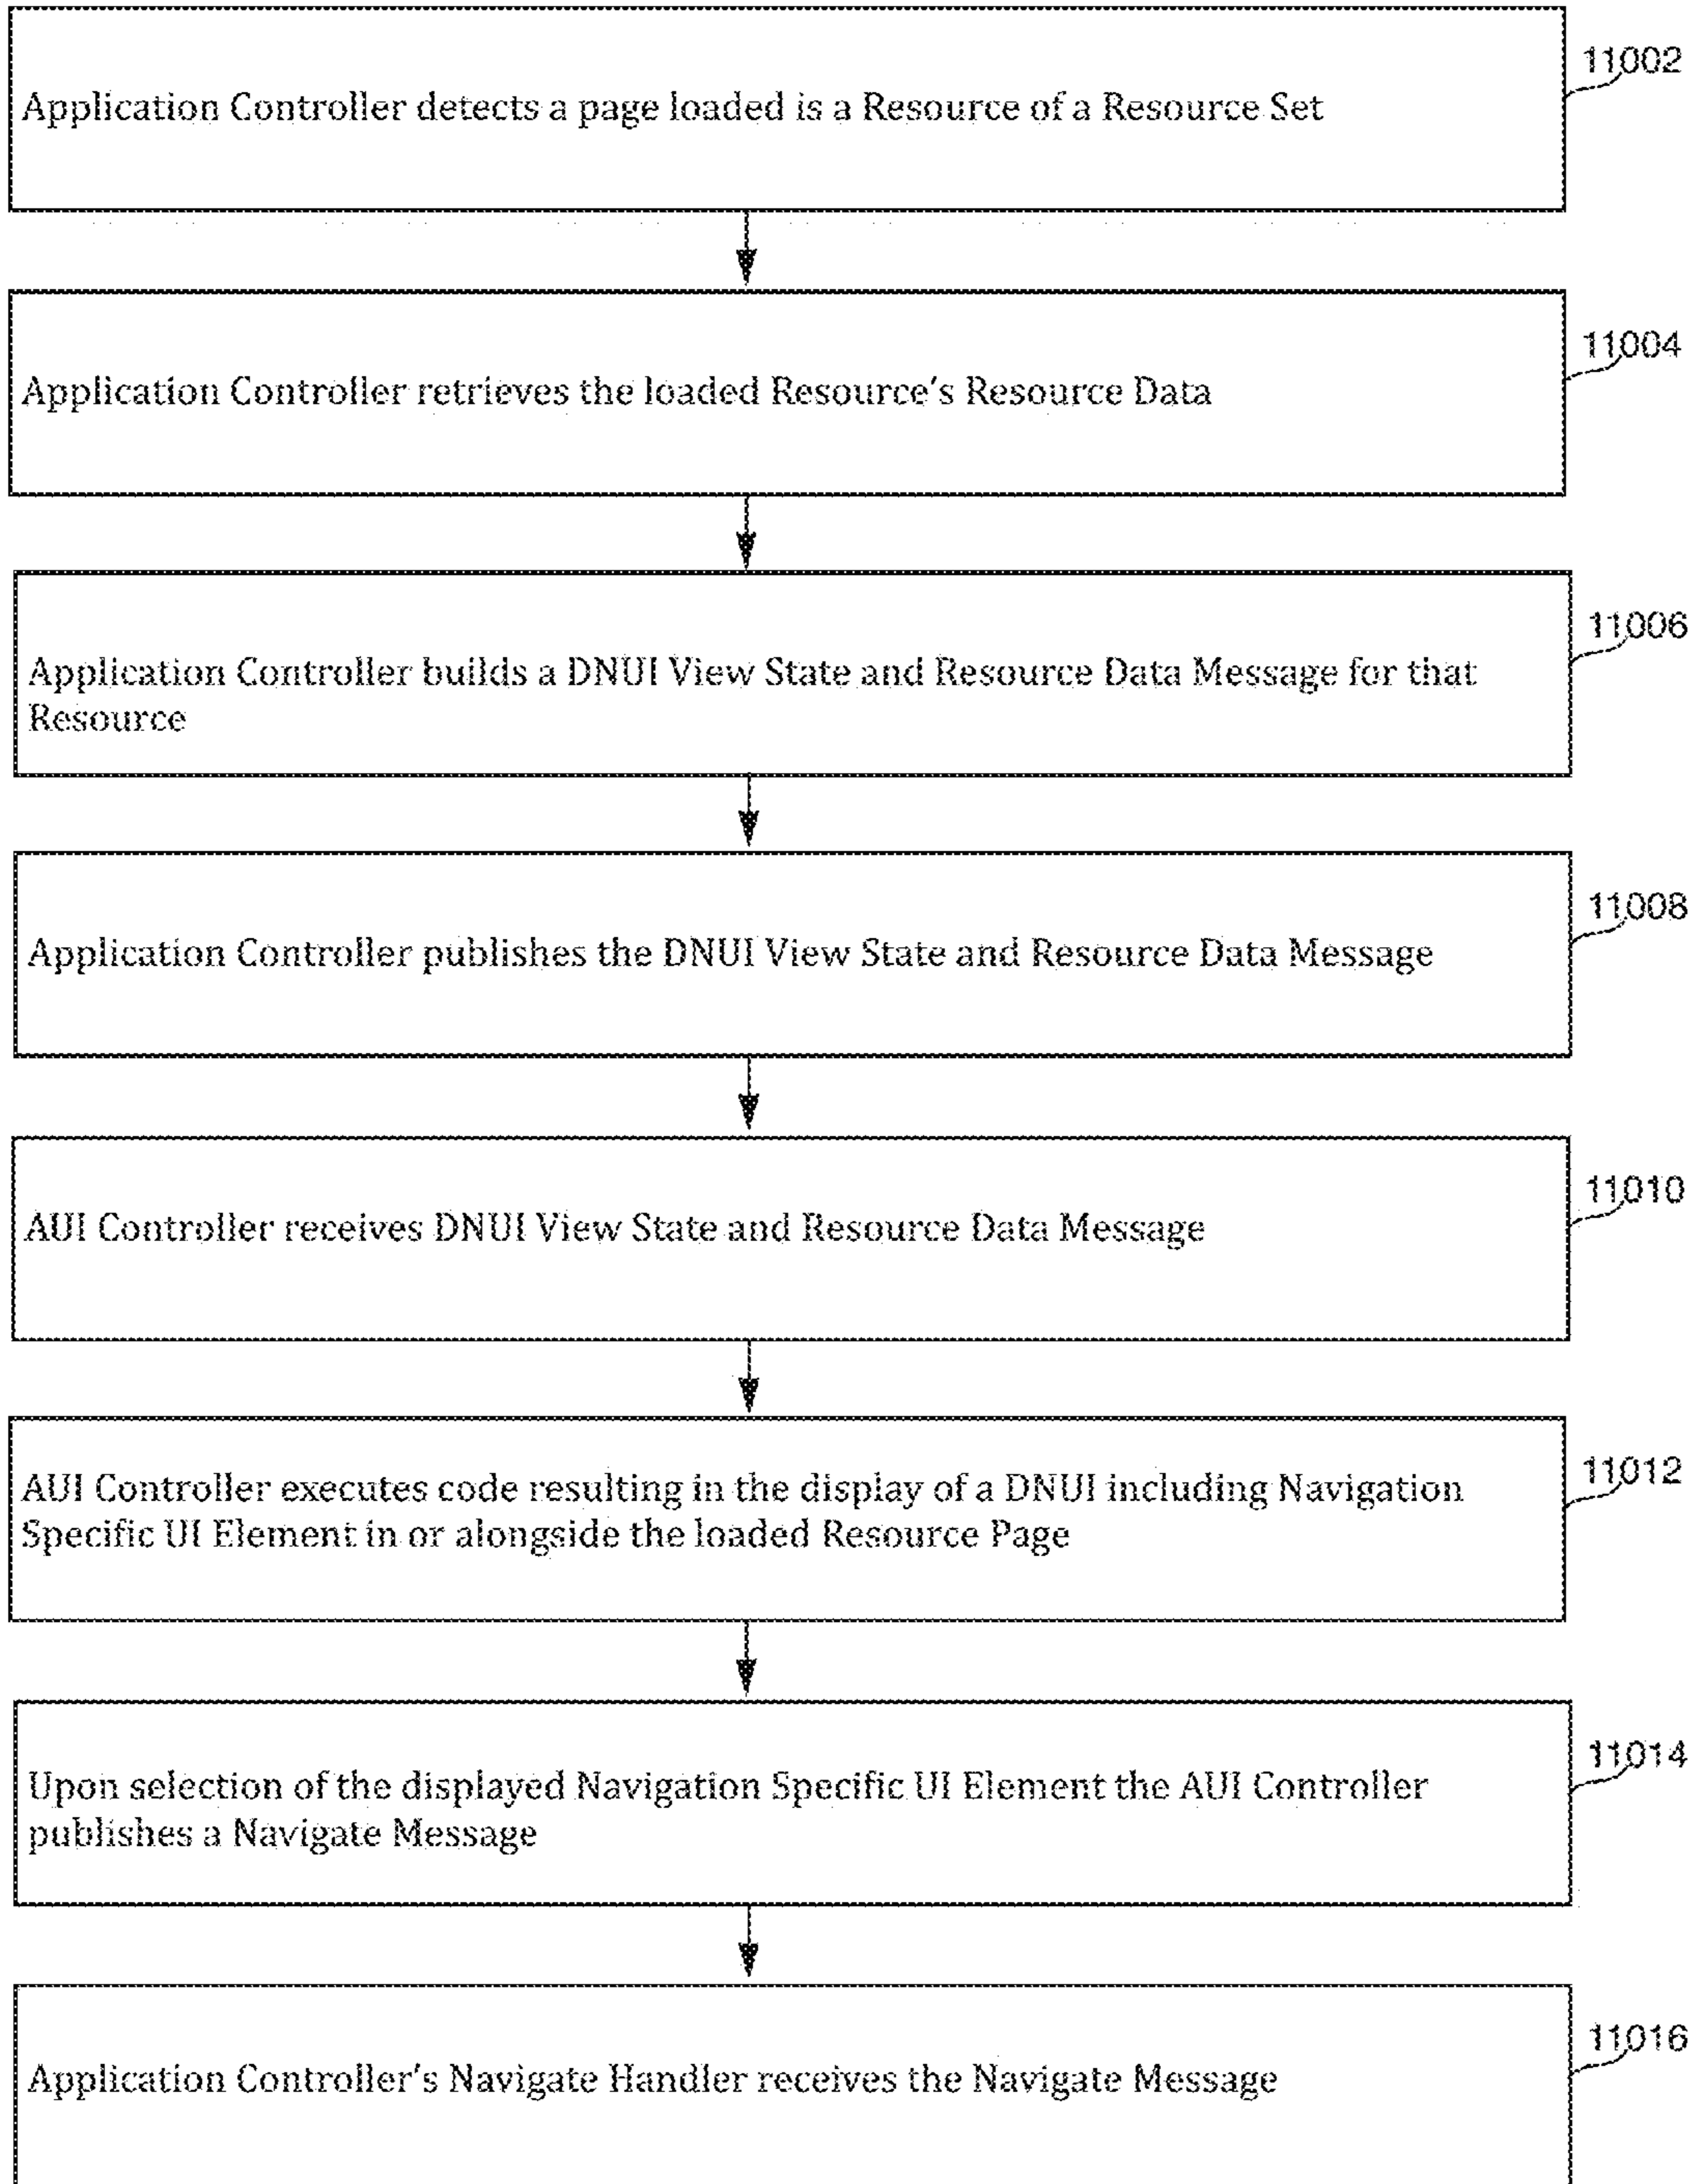 11002
Application Controller detects a page loaded is a Resource of a Resource Set
11004
Application Controller retrieves the loaded Resource's Resource Data
11006
Application Controller builds a DNUI View State and Resource Data Message for that
Resource
11008
Application Controller publishes the DNUI View State and Resource Data Message
11010
AUI Controller receives DNUI View State and Resource Data Message
11012
AUI Controller executes code resulting in the display of a DNUI including Navigation
Specific UI Element in or alongside the loaded Resource Page
11014
Upon selection of the displayed Navigation Specific UI Element the AUI Controller
publishes a Navigate Message
11016
Application Controller's Navigate Handler receives the Navigate Message